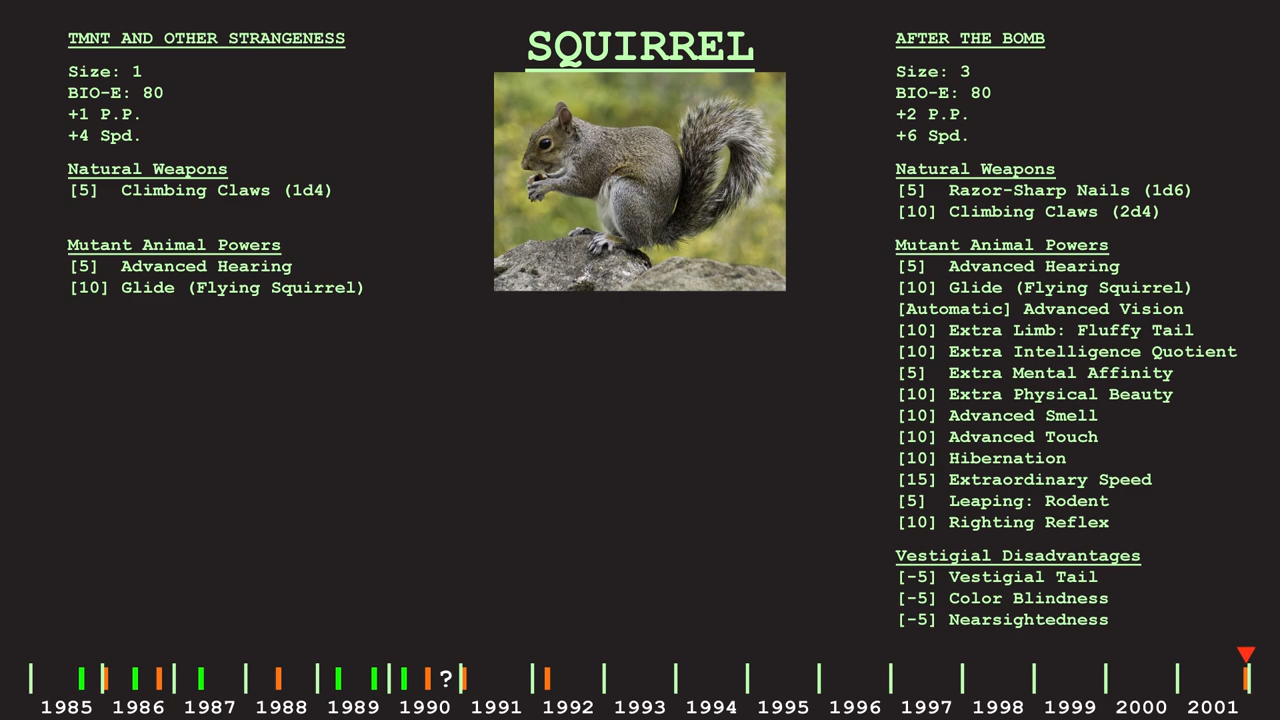 TMNT AND OTHER STRANGENESS
Size: 1
BIO-E: 80
+1 P.P.
+4 Spd.
Natural Weapons
[5] Climbing Claws (1d4)
Mutant Animal Powers
[5] Advanced Hearing
[10] Glide (Flying Squirrel)
SQUIRREL
AFTER THE BOMB
Size: 3
BIO-E: 80
+2 P.P.
+6 Spd.
Natural Weapons
[5] Razor-Sharp Nails (1d6)
[10] Climbing Claws (2d4)
Mutant Animal Powers
[5] Advanced Hearing
[10] Glide (Flying Squirrel)
[Automatic] Advanced Vision
[10] Extra Limb: Fluffy Tail
[10] Extra Intelligence Quotient
[5] Extra Mental Affinity
[10] Extra Physical Beauty
[10] Advanced Smell
[10] Advanced Touch
[10] Hibernation
[15] Extraordinary Speed
[5] Leaping: Rodent
[10] Righting Reflex
Vestigial Disadvantages
[-5] Vestigial Tail
[-5] Color Blindness
[-5] Nearsightedness
?
1985 1986 1987 1988 1989 1990 1991 1992 1993 1994 1995 1996 1997 1998 1999 2000 2001